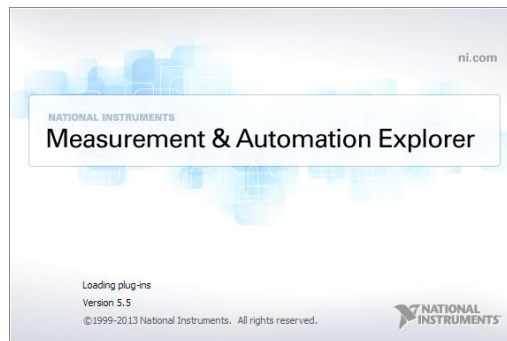 ni.com
NATIONAL INSTRUMENTS
Measurement & Automation Explorer
Loading plug-ins
Version 5.5
©1999-2013 National Instruments. All rights reserved.
NATIONAL
INSTRUMENTS